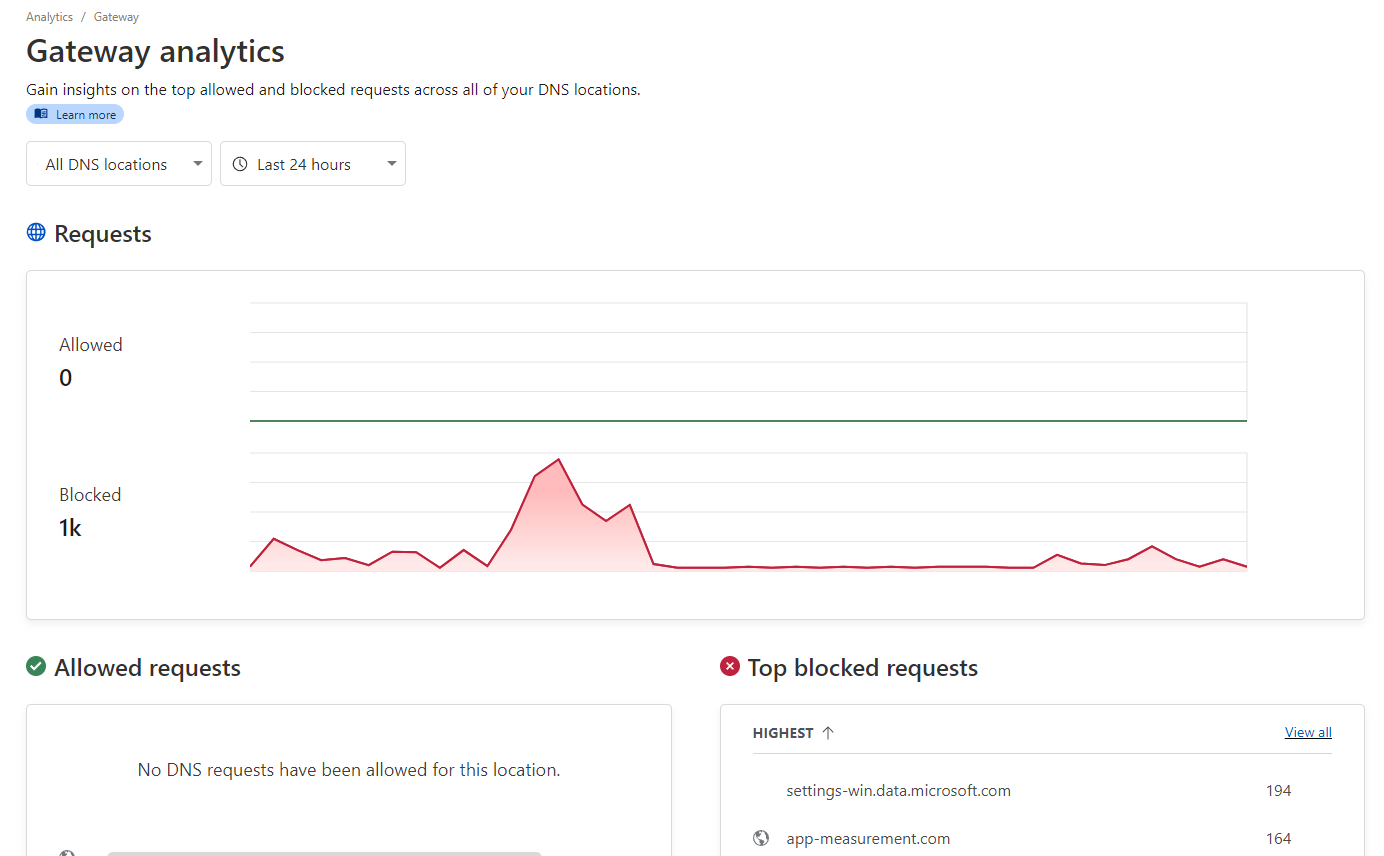 Analytics / Gateway
Gateway analytics
Gain insights on the top allowed and blocked requests across all of your DNS locations.
Learn more
All DNS locations
Last 24 hours
Requests
Allowed
0
Blocked
1k
Allowed requests
No DNS requests have been allowed for this location.
Top blocked requests
HIGHEST
View all
settings-win.data.microsoft.com 194
app-measurement.com 164